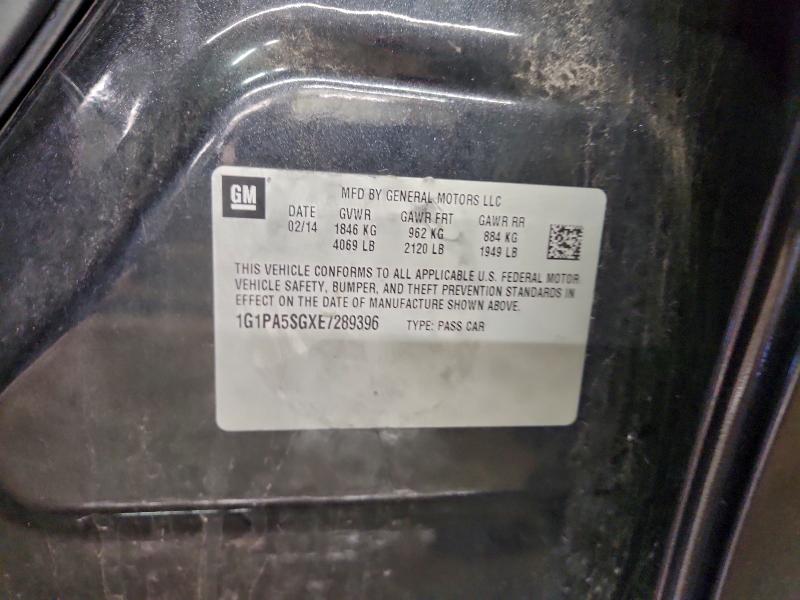 GM
MFD BY GENERAL MOTORS LLC
DATE GVWR GAWR FRT GAWR RR
02/14 1846 KG 962 KG 884 KG
4069 LB 2120 LB 1949 LB
THIS VEHICLE CONFORMS TO ALL APPLICABLE U.S. FEDERAL MOTOR
VEHICLE SAFETY, BUMPER, AND THEFT PREVENTION STANDARDS IN
EFFECT ON THE DATE OF MANUFACTURE SHOWN ABOVE.
1G1PA5SGXE7289396 TYPE: PASS CAR